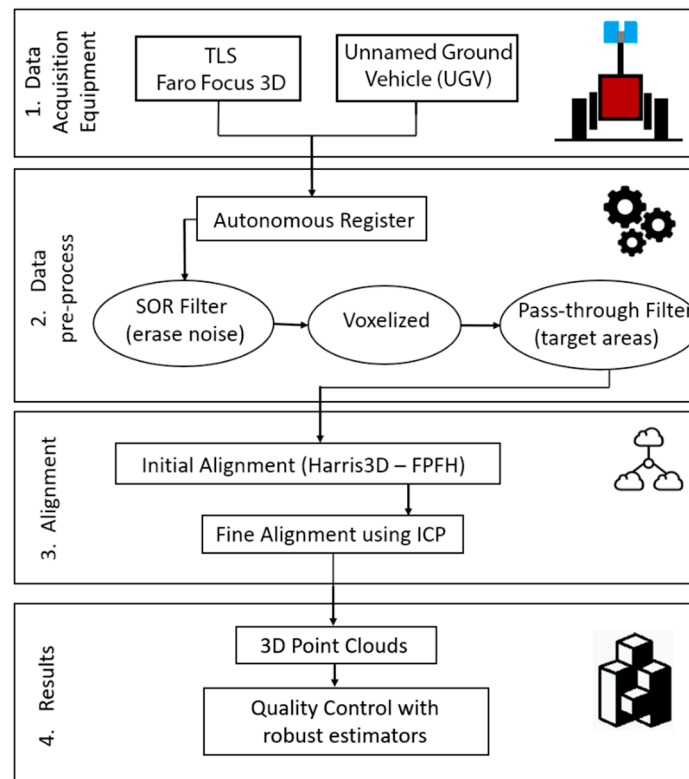 1. Data
Acquisition
Equipment
TLS
Faro Focus 3D
Unnamed Ground
Vehicle (UGV)
2. Data
pre-process
Autonomous Register
SOR Filter
(erase noise)
Voxelized
Pass-through Filter
(target areas)
3. Alignment
Initial Alignment (Harris3D – FPFH)
Fine Alignment using ICP
4. Results
3D Point Clouds
Quality Control with
robust estimators